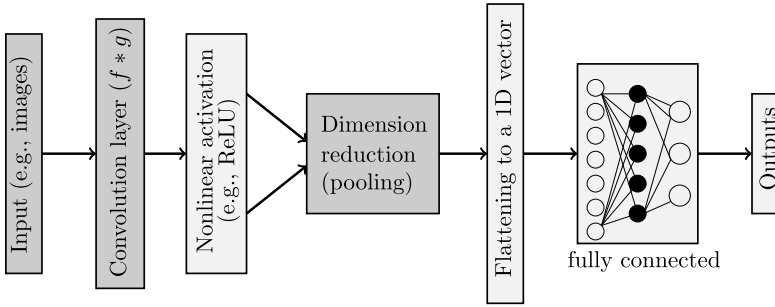 Input (e.g., images)
Convolution layer (f * g)
Nonlinear activation
(e.g., ReLU)
Dimension
reduction
(pooling)
Flattening to a 1D vector
fully connected
Outputs